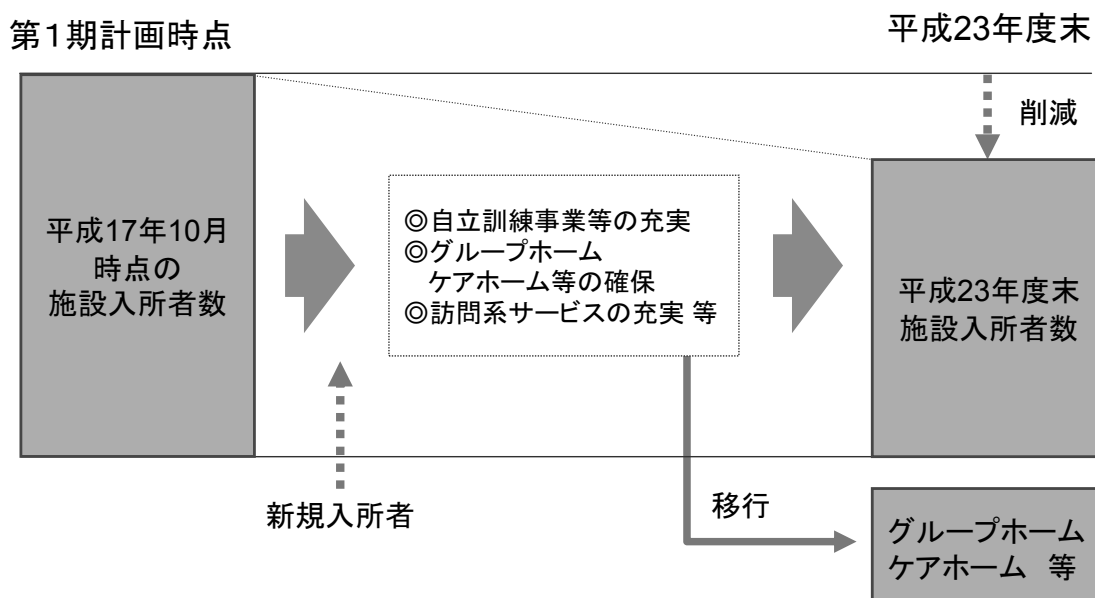 第１期計画時点
平成23年度末
削減
平成17年10月
時点の
施設入所者数
◎自立訓練事業等の充実
◎グループホーム
ケアホーム等の確保
◎訪問系サービスの充実 等
平成23年度末
施設入所者数
新規入所者
移行
グループホーム
ケアホーム　等